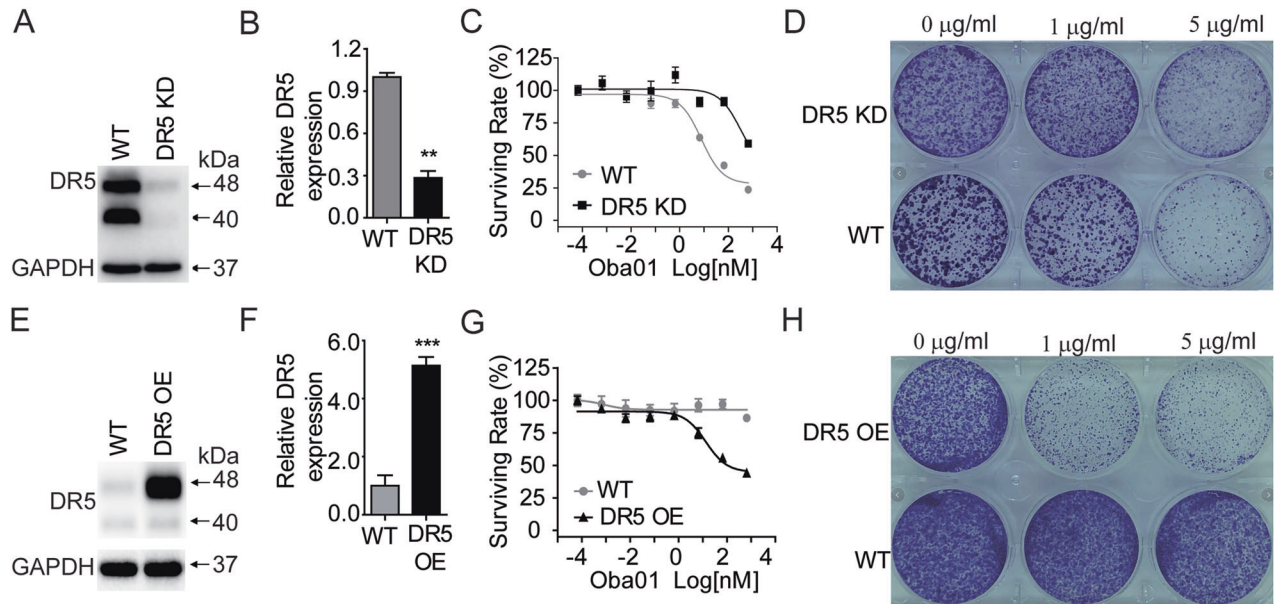 A
WT
DR5 KD
kDa
DR5
48
40
GAPDH
37
B
Relative DR5
expression
1.2
0.9
0.6
0.3
0.0
**
WT
DR5
KD
C
Surviving Rate (%)
125
100
75
50
25
0
WT
DR5 KD
-4 -2 0 2 4
Oba01 Log[nM]
D
0 μg/ml 1 μg/ml 5 μg/ml
DR5 KD
WT
E
WT
DR5 OE
kDa
DR5
48
40
GAPDH
37
F
Relative DR5
expression
6.0
4.0
2.0
0.0
***
WT
DR5
OE
G
Surviving Rate (%)
125
100
75
50
25
0
WT
DR5 OE
-4 -2 0 2 4
Oba01 Log[nM]
H
0 μg/ml 1 μg/ml 5 μg/ml
DR5 OE
WT